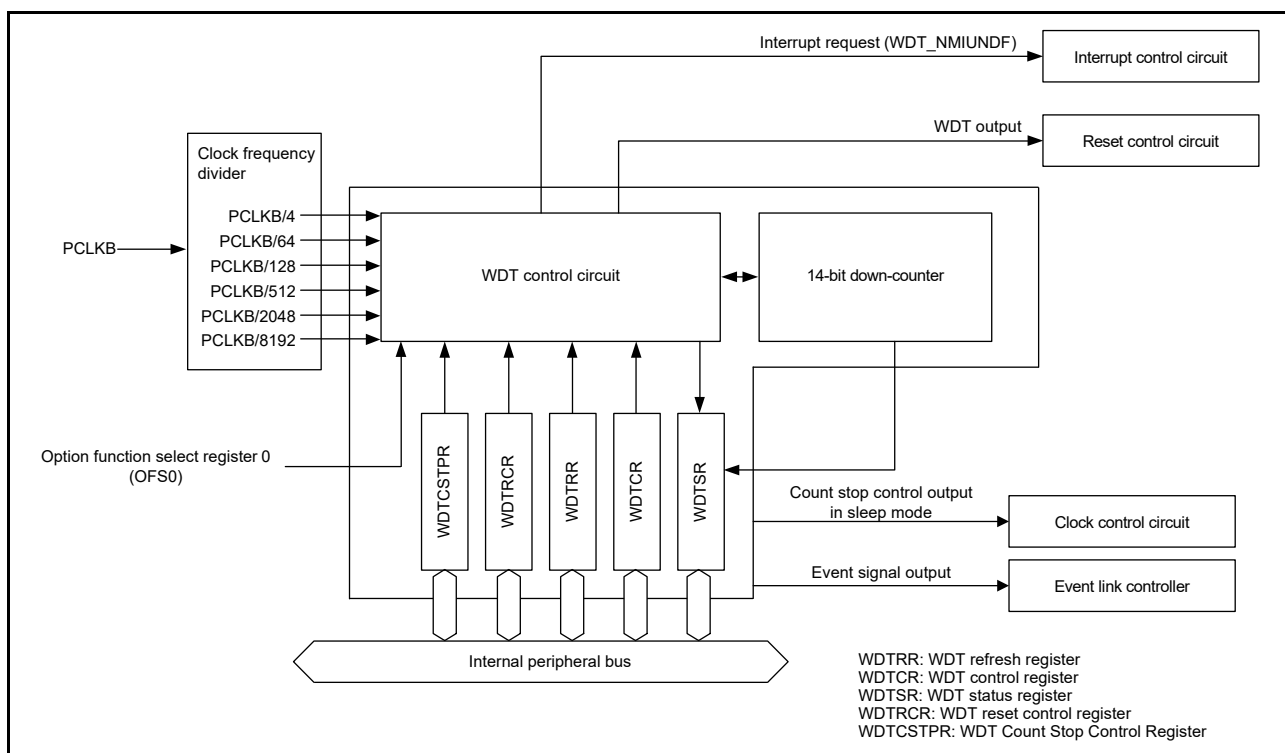 Interrupt request (WDT_NMIUNDF)
Interrupt control circuit
WDT output
Reset control circuit
Clock frequency
divider
PCLKB/4
PCLKB/64
PCLKB/128
PCLKB/512
PCLKB/2048
PCLKB/8192
PCLKB
WDT control circuit
14-bit down-counter
Option function select register 0
(OFS0)
WDTCSTPR
WDTRCR
WDTRR
WDTCR
WDTSR
Count stop control output
in sleep mode
Clock control circuit
Event signal output
Event link controller
Internal peripheral bus
WDTRR: WDT refresh register
WDTCR: WDT control register
WDTSR: WDT status register
WDTRCR: WDT reset control register
WDTCSTPR: WDT Count Stop Control Register